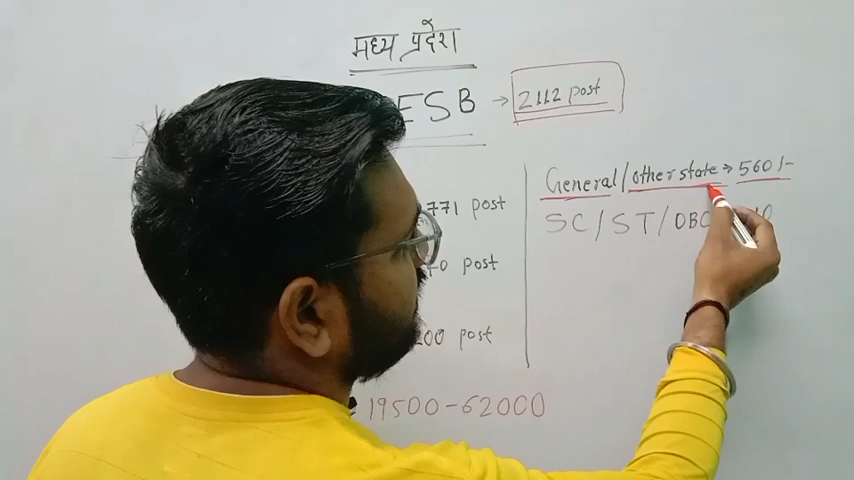 मध्य प्रदेश
ESB → 2112 post
General/other state → 560/-
771 post
SC/ST/OBC
0 post
200 post
19500-62000